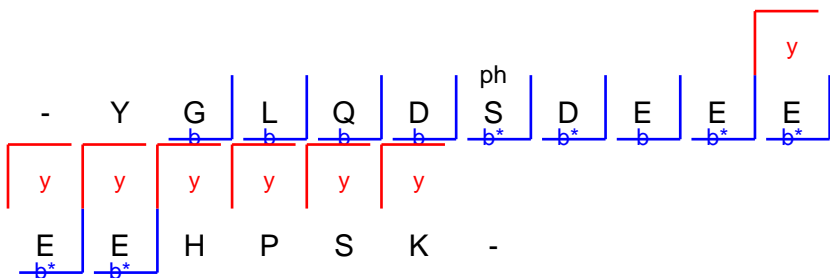 y
ph
- Y G L Q D S D E E E
b b b b b* b* b b* b*
y y y y y y
E E H P S K -
b* b*